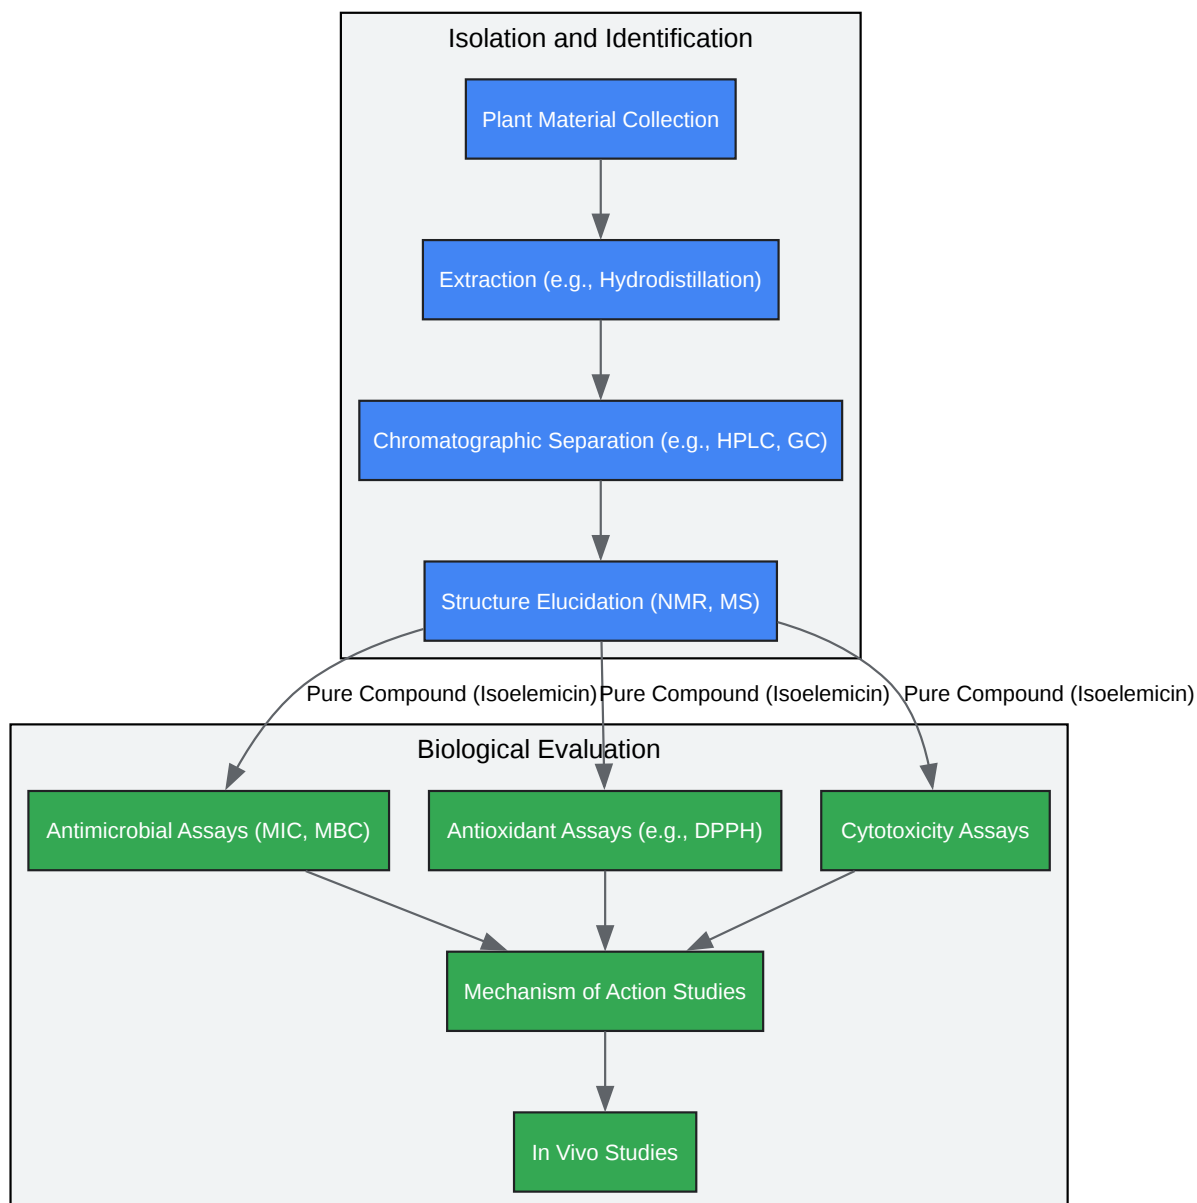 Isolation and Identification
Plant Material Collection
Extraction (e.g., Hydrodistillation)
Chromatographic Separation (e.g., HPLC, GC)
Structure Elucidation (NMR, MS)
Pure Compound (Isoelemicin)
Pure Compound (Isoelemicin)
Pure Compound (Isoelemicin)
Biological Evaluation
Antimicrobial Assays (MIC, MBC)
Antioxidant Assays (e.g., DPPH)
Cytotoxicity Assays
Mechanism of Action Studies
In Vivo Studies